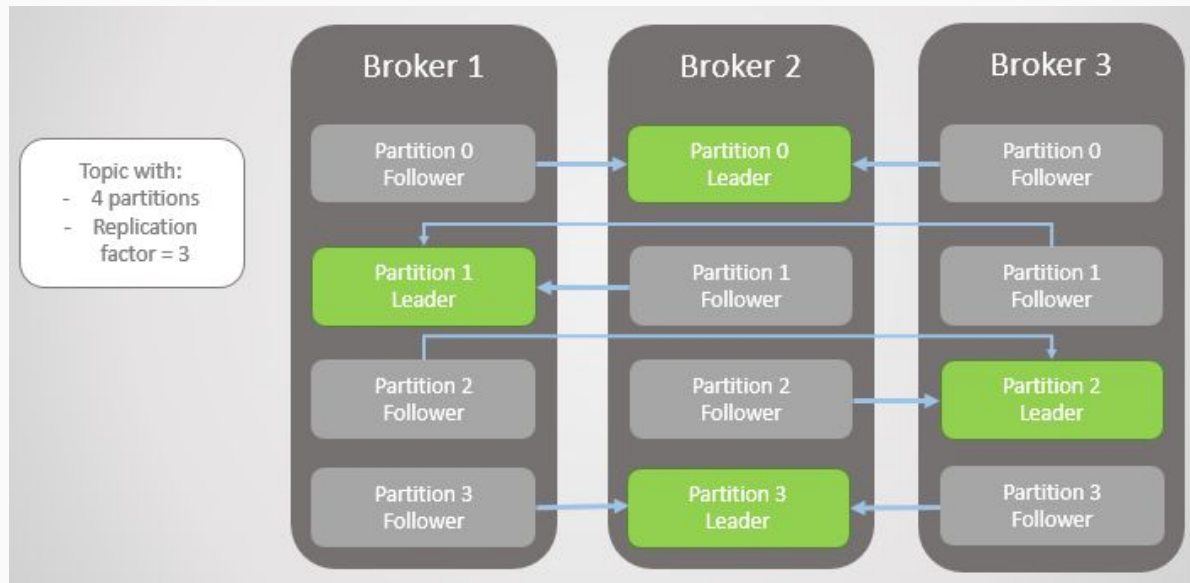 Broker 1
Broker 2
Broker 3
Topic with:
- 4 partitions
- Replication
factor = 3
Partition 0
Follower
Partition 0
Leader
Partition 0
Follower
Partition 1
Leader
Partition 1
Follower
Partition 1
Follower
Partition 2
Follower
Partition 2
Follower
Partition 2
Leader
Partition 3
Follower
Partition 3
Leader
Partition 3
Follower